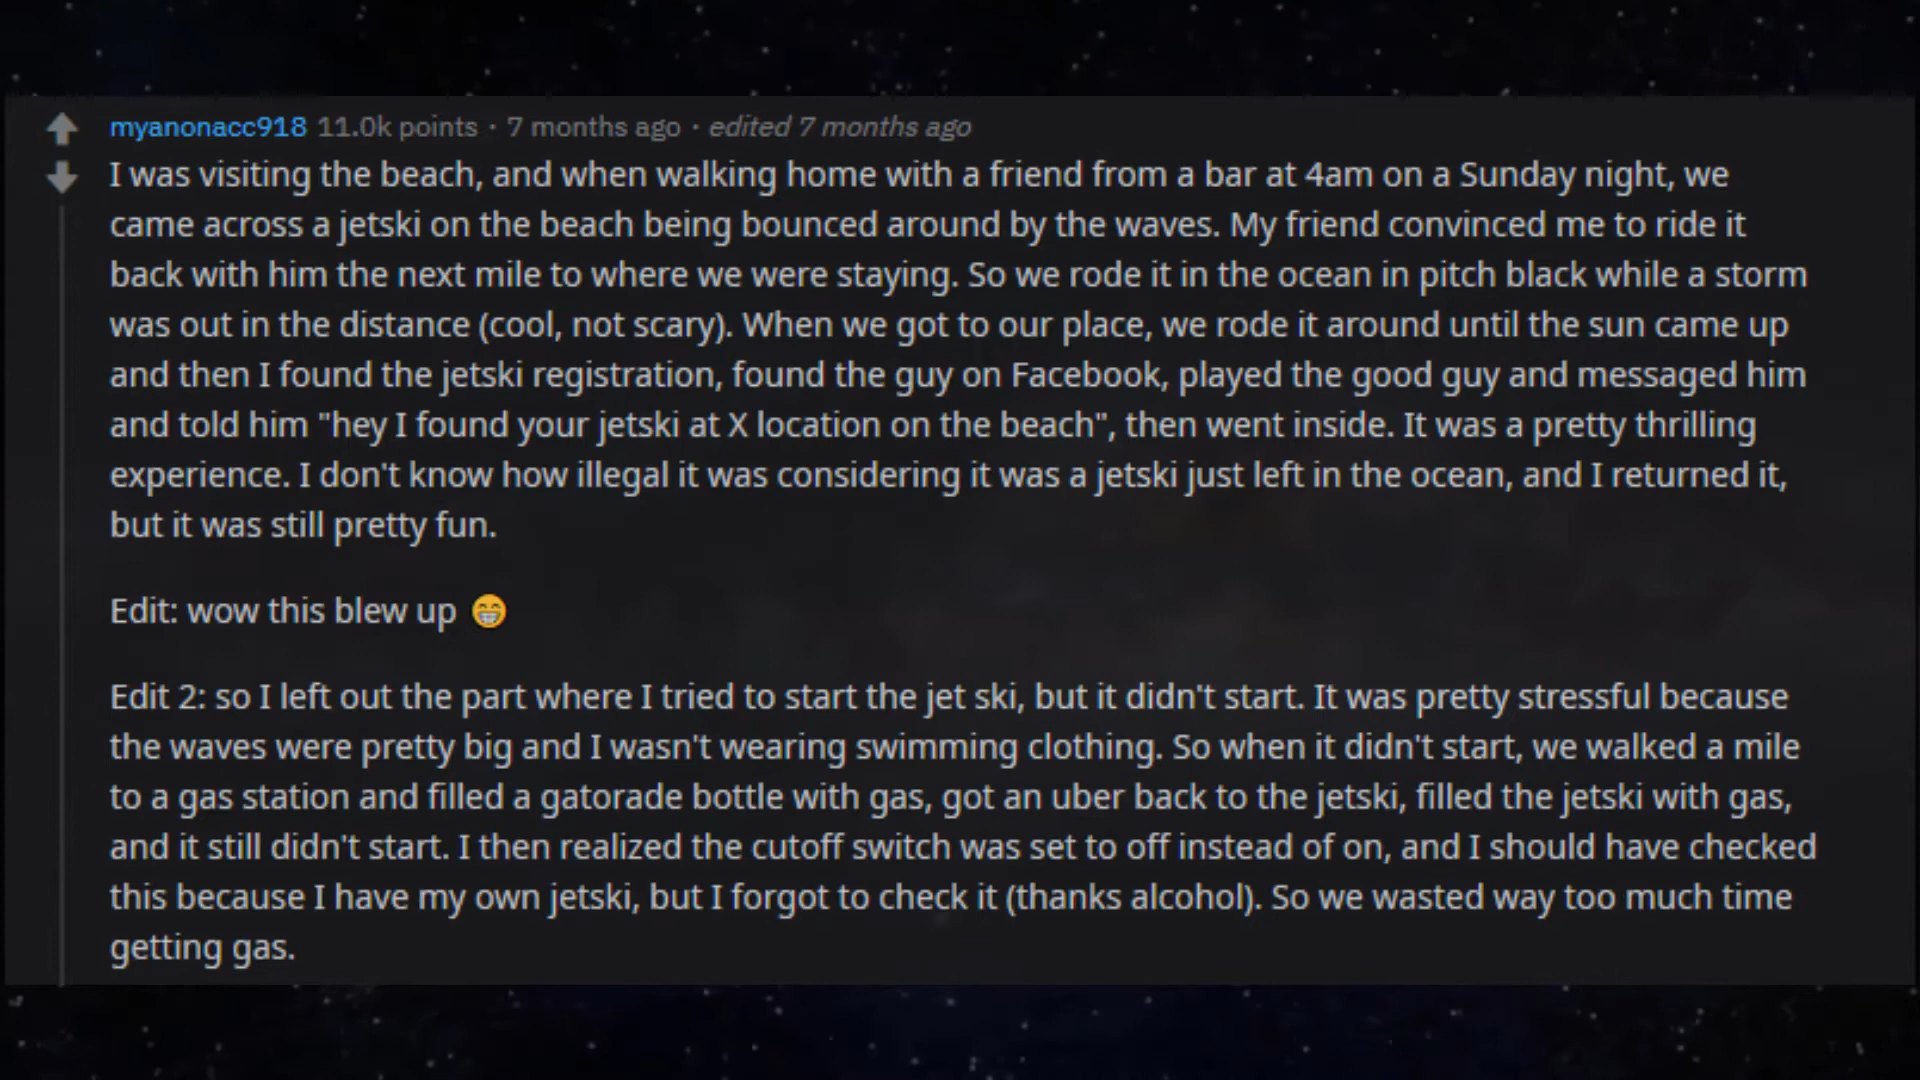 myanonacc918 11.0k points · 7 months ago · edited 7 months ago
I was visiting the beach, and when walking home with a friend from a bar at 4am on a Sunday night, we
came across a jetski on the beach being bounced around by the waves. My friend convinced me to ride it
back with him the next mile to where we were staying. So we rode it in the ocean in pitch black while a storm
was out in the distance (cool, not scary). When we got to our place, we rode it around until the sun came up
and then I found the jetski registration, found the guy on Facebook, played the good guy and messaged him
and told him "hey I found your jetski at X location on the beach", then went inside. It was a pretty thrilling
experience. I don't know how illegal it was considering it was a jetski just left in the ocean, and I returned it,
but it was still pretty fun.
Edit: wow this blew up 😁
Edit 2: so I left out the part where I tried to start the jet ski, but it didn't start. It was pretty stressful because
the waves were pretty big and I wasn't wearing swimming clothing. So when it didn't start, we walked a mile
to a gas station and filled a gatorade bottle with gas, got an uber back to the jetski, filled the jetski with gas,
and it still didn't start. I then realized the cutoff switch was set to off instead of on, and I should have checked
this because I have my own jetski, but I forgot to check it (thanks alcohol). So we wasted way too much time
getting gas.